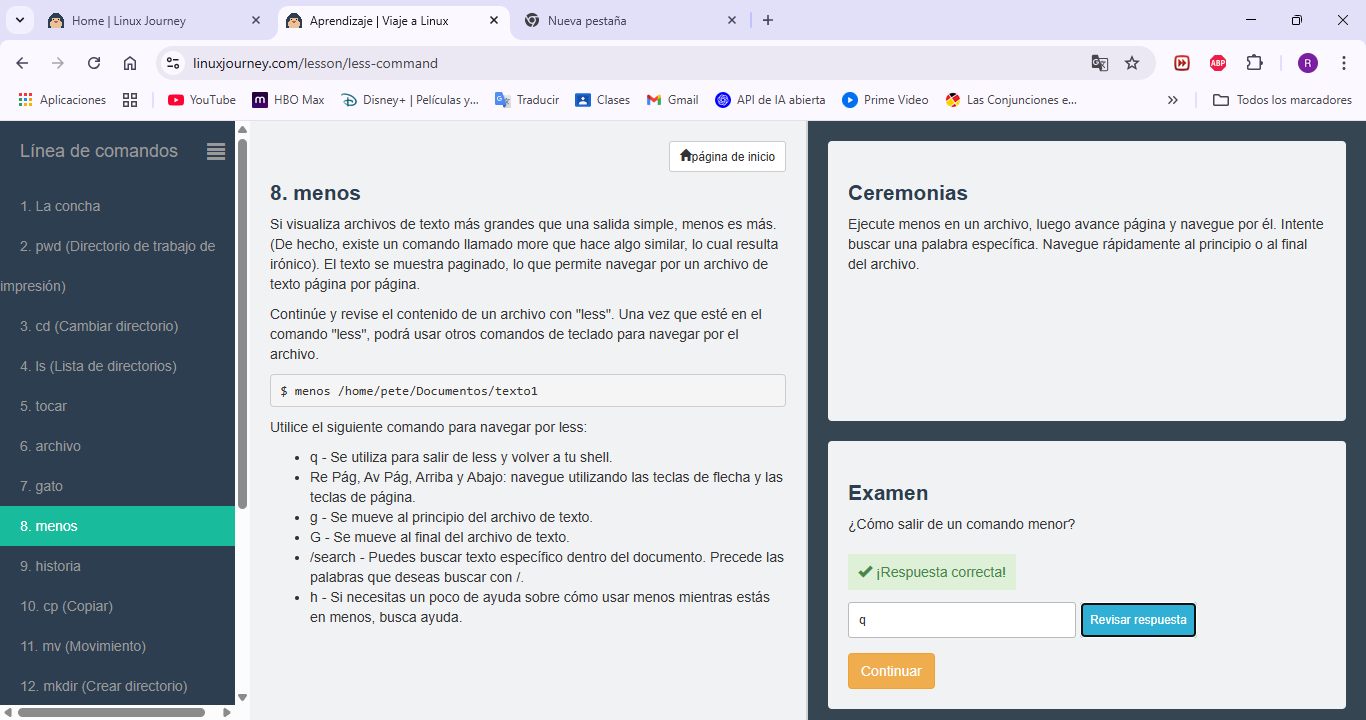 Home | Linux Journey
Aprendizaje | Viaje a Linux
Nueva pestaña
linuxjourney.com/lesson/less-command
ABP
R
Aplicaciones
YouTube
HBO Max
Disney+ | Películas y...
Traducir
Clases
Gmail
API de IA abierta
Prime Video
Las Conjunciones e...
Todos los marcadores
Línea de comandos
1. La concha
2. pwd (Directorio de trabajo de
impresión)
3. cd (Cambiar directorio)
4. ls (Lista de directorios)
5. tocar
6. archivo
7. gato
8. menos
9. historia
10. cp (Copiar)
11. mv (Movimiento)
12. mkdir (Crear directorio)
página de inicio
8. menos
Si visualiza archivos de texto más grandes que una salida simple, menos es más.
(De hecho, existe un comando llamado more que hace algo similar, lo cual resulta
irónico). El texto se muestra paginado, lo que permite navegar por un archivo de
texto página por página.
Continúe y revise el contenido de un archivo con "less". Una vez que esté en el
comando "less", podrá usar otros comandos de teclado para navegar por el
archivo.
$ menos /home/pete/Documentos/texto1
Utilice el siguiente comando para navegar por less:
• q - Se utiliza para salir de less y volver a tu shell.
• Re Pág, Av Pág, Arriba y Abajo: navegue utilizando las teclas de flecha y las
teclas de página.
• g - Se mueve al principio del archivo de texto.
• G - Se mueve al final del archivo de texto.
• /search - Puedes buscar texto específico dentro del documento. Precede las
palabras que deseas buscar con /.
• h - Si necesitas un poco de ayuda sobre cómo usar menos mientras estás
en menos, busca ayuda.
Ceremonias
Ejecute menos en un archivo, luego avance página y navegue por él. Intente
buscar una palabra específica. Navegue rápidamente al principio o al final
del archivo.
Examen
¿Cómo salir de un comando menor?
¡Respuesta correcta!
q
Revisar respuesta
Continuar